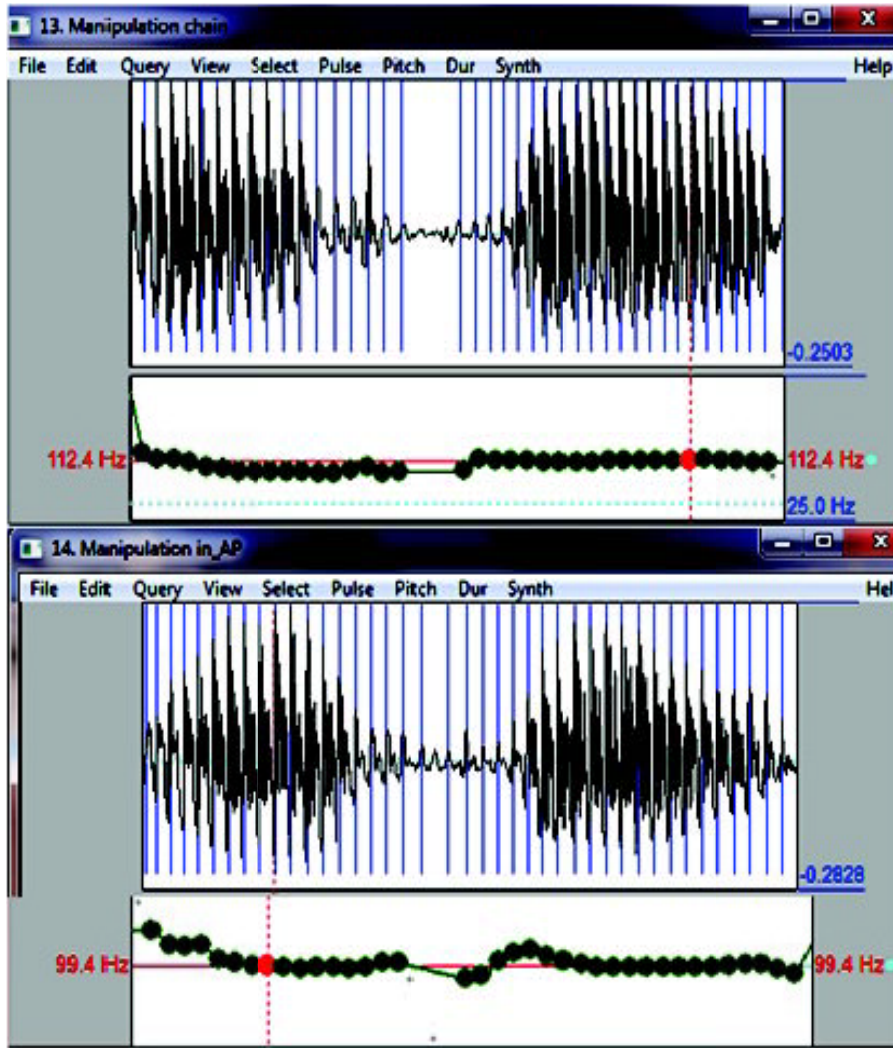 13. Manipulation chain
File Edit Query View Select Pulse Pitch Dur Synth Help
-0.2503
112.4 Hz 112.4 Hz
25.0 Hz
14. Manipulation in_AP
File Edit Query View Select Pulse Pitch Dur Synth Hel
-0.2828
99.4 Hz 99.4 Hz